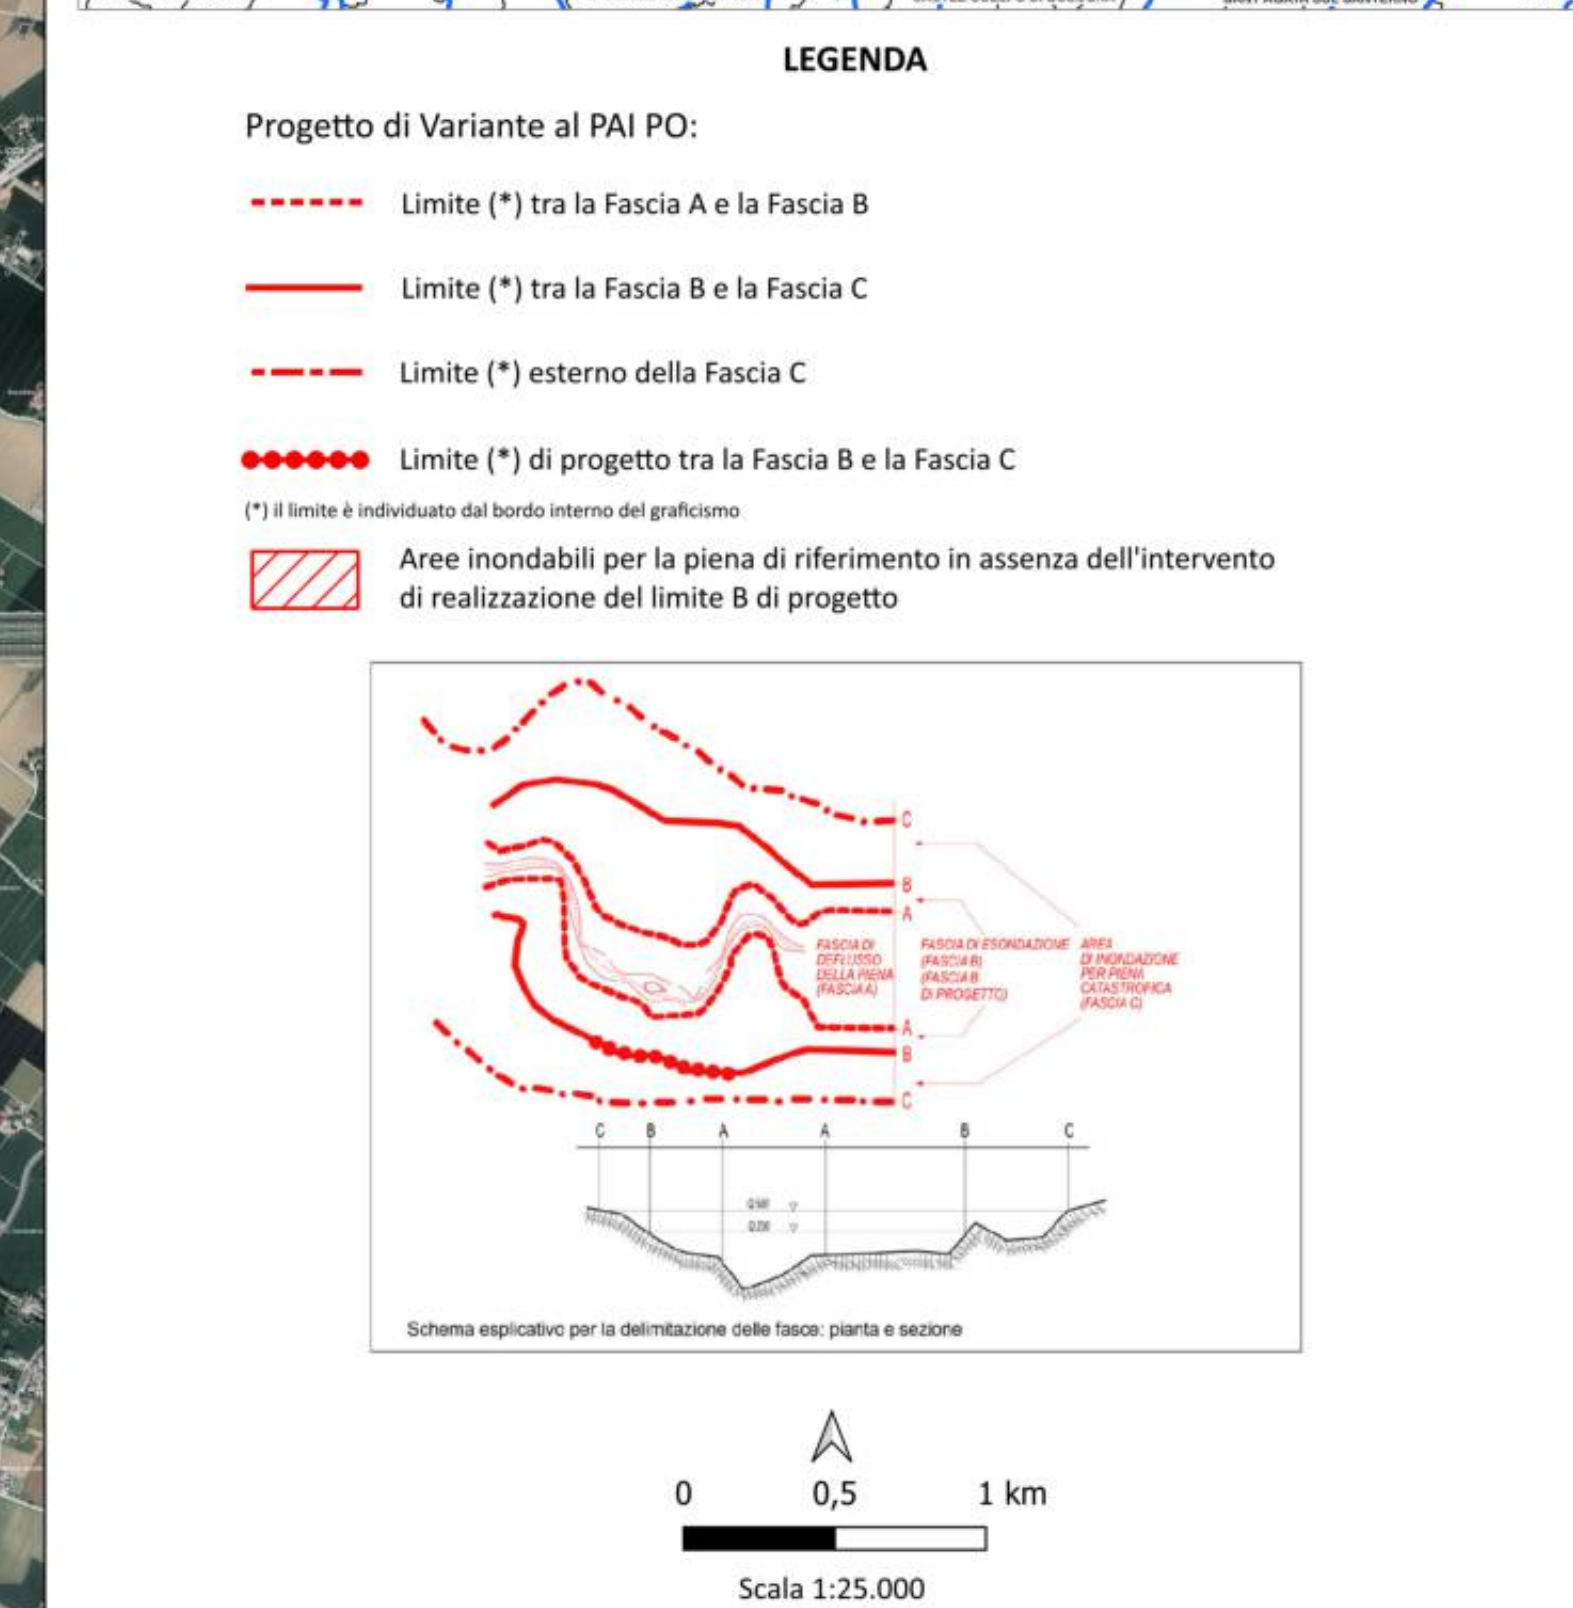 LEGENDA
Progetto di Variante al PAI PO:
Limite (*) tra la Fascia A e la Fascia B
Limite (*) tra la Fascia B e la Fascia C
Limite (*) esterno della Fascia C
Limite (*) di progetto tra la Fascia B e la Fascia C
(*) il limite è individuato dal bordo interno del graficismo
Aree inondabili per la piena di riferimento in assenza dell'intervento
di realizzazione del limite B di progetto
C
B
A
FASCIA DI
DEFLUSSO
DELLA PIENA
(FASCIA A)
FASCIA DI ESONDAZIONE
(FASCIA B)
(FASCIA B
DI PROGETTO)
AREA
DI INONDAZIONE
PER PIENA
CATASTROFICA
(FASCIA C)
A
B
C
C B A A B C
Schema esplicativo per la delimitazione delle fasce: pianta e sezione
0 0,5 1 km
Scala 1:25.000